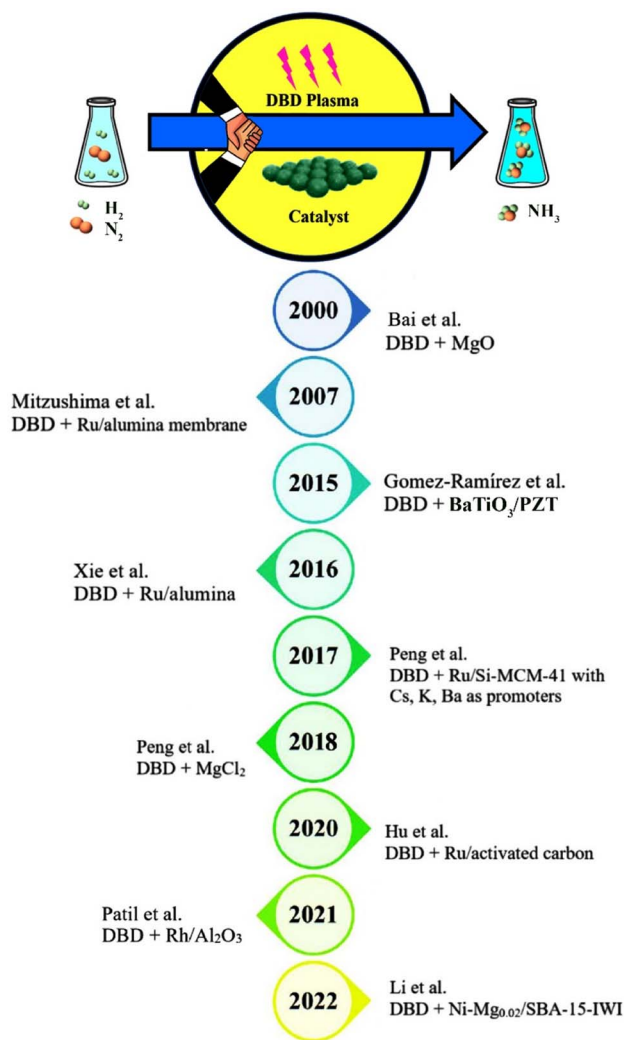 DBD Plasma
Catalyst
H₂
N₂
NH₃
2000
Bai et al.
DBD + MgO
2007
Mitzushima et al.
DBD + Ru/alumina membrane
2015
Gomez-Ramírez et al.
DBD + BaTiO₃/PZT
2016
Xie et al.
DBD + Ru/alumina
2017
Peng et al.
DBD + Ru/Si-MCM-41 with
Cs, K, Ba as promoters
2018
Peng et al.
DBD + MgCl₂
2020
Hu et al.
DBD + Ru/activated carbon
2021
Patil et al.
DBD + Rh/Al₂O₃
2022
Li et al.
DBD + Ni-Mg₀.₀₂/SBA-15-IWI